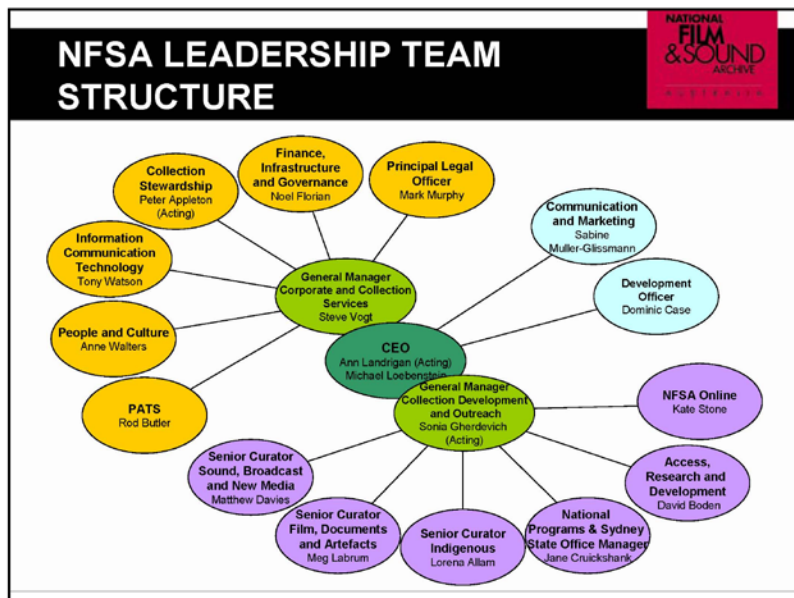 NFSA LEADERSHIP TEAM
STRUCTURE
NATIONAL
FILM
&SOUND
ARCHIVE
Collection
Stewardship
Peter Appleton
(Acting)
Finance,
Infrastructure
and Governance
Noel Florian
Principal Legal
Officer
Mark Murphy
Communication
and Marketing
Sabine
Muller-Glissmann
Information
Communication
Technology
Tony Watson
General Manager
Corporate and Collection
Services
Steve Vogt
Development
Officer
Dominic Case
People and Culture
Anne Walters
CEO
Ann Landrigan (Acting)
Michael Loebenstein
PATS
Rod Butler
General Manager
Collection Development
and Outreach
Sonia Gherdevich
(Acting)
NFSA Online
Kate Stone
Senior Curator
Sound, Broadcast
and New Media
Matthew Davies
Access,
Research and
Development
David Boden
Senior Curator
Film, Documents
and Artefacts
Meg Labrum
Senior Curator
Indigenous
Lorena Allam
National
Programs & Sydney
State Office Manager
Jane Cruickshank